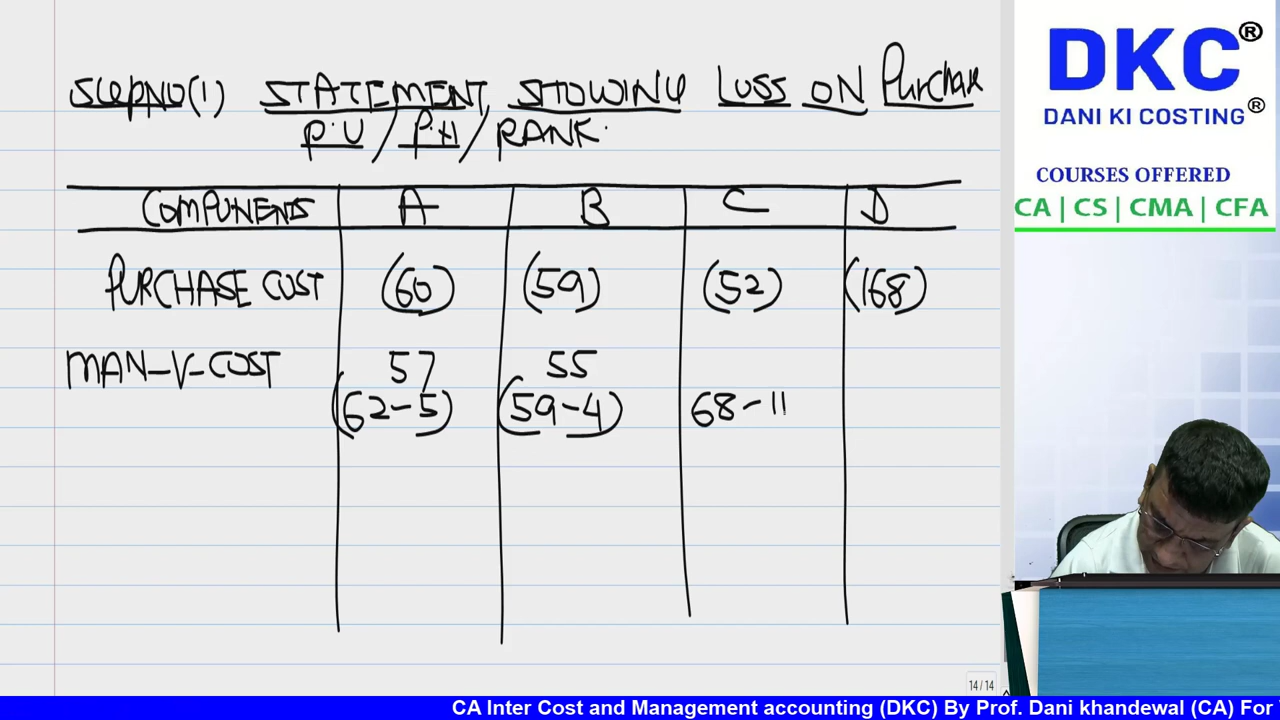 STEPNO(1) STATEMENT SHOWING LOSS ON Purchase
P.U / P.H / RANK.
COMPONENTS A B C D
PURCHASE COST (60) (59) (52) (168)
MAN-V-COST 57 55
(62-5) (59-4) 68-11
14/14
DKC®
DANI KI COSTING®
COURSES OFFERED
CA | CS | CMA | CFA
CA Inter Cost and Management accounting (DKC) By Prof. Dani khandewal (CA) For